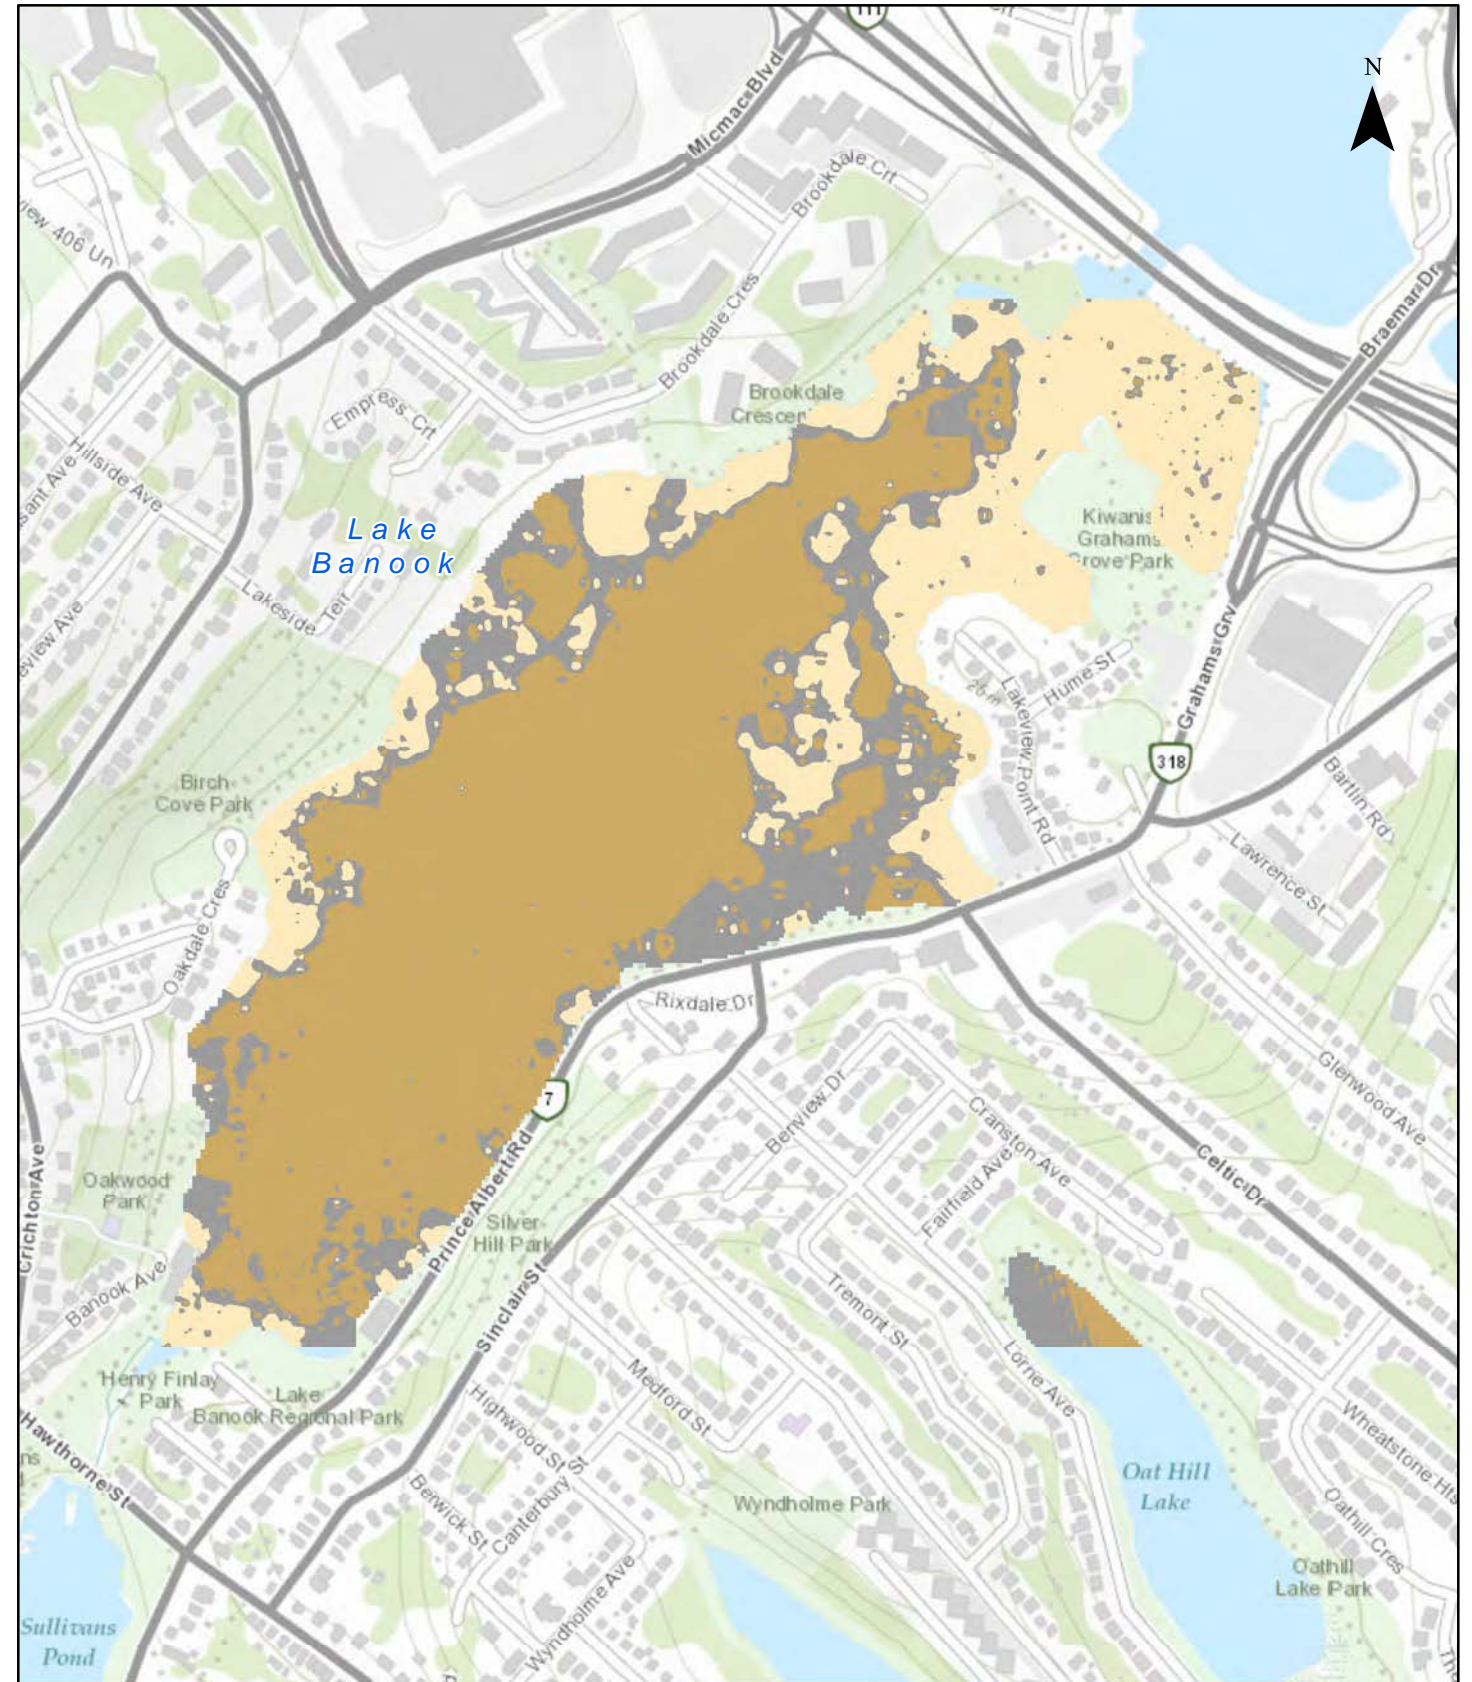 111
N
Micmac Blvd
Brookdale Crt
Braemar Dr
Brookdale Cres
Empress Crt
Brookdale
Hillside Ave
Lake
Banook
Lakeside Terr
Kiwanis
Grahams
Grove Park
Hume St
25 m
Lakeview Point Rd
Grahams Grv
318
Bartlin Rd
Lawrence St
Birch
Cove Park
Oakdale Cres
Rixdale Dr
7
Glenwood Ave
Benview Dr
Cranston Ave
Fairfield Ave
Celtic Dr
Crichton Ave
Oakwood
Park
Prince Albert Rd
Silver
Hill Park
Banook Ave
Sinclair St
Tremont St
Lorne Ave
Henry Finlay
Park
Lake
Banook Regional Park
Medford St
Highwood St
Hawthorne St
Berwick St
Canterbury St
Wyndholme Park
Oat Hill
Lake
Wheatstone Hts
Oathill Cres
Oathill
Lake Park
Wyndholme Ave
Sullivans
Pond